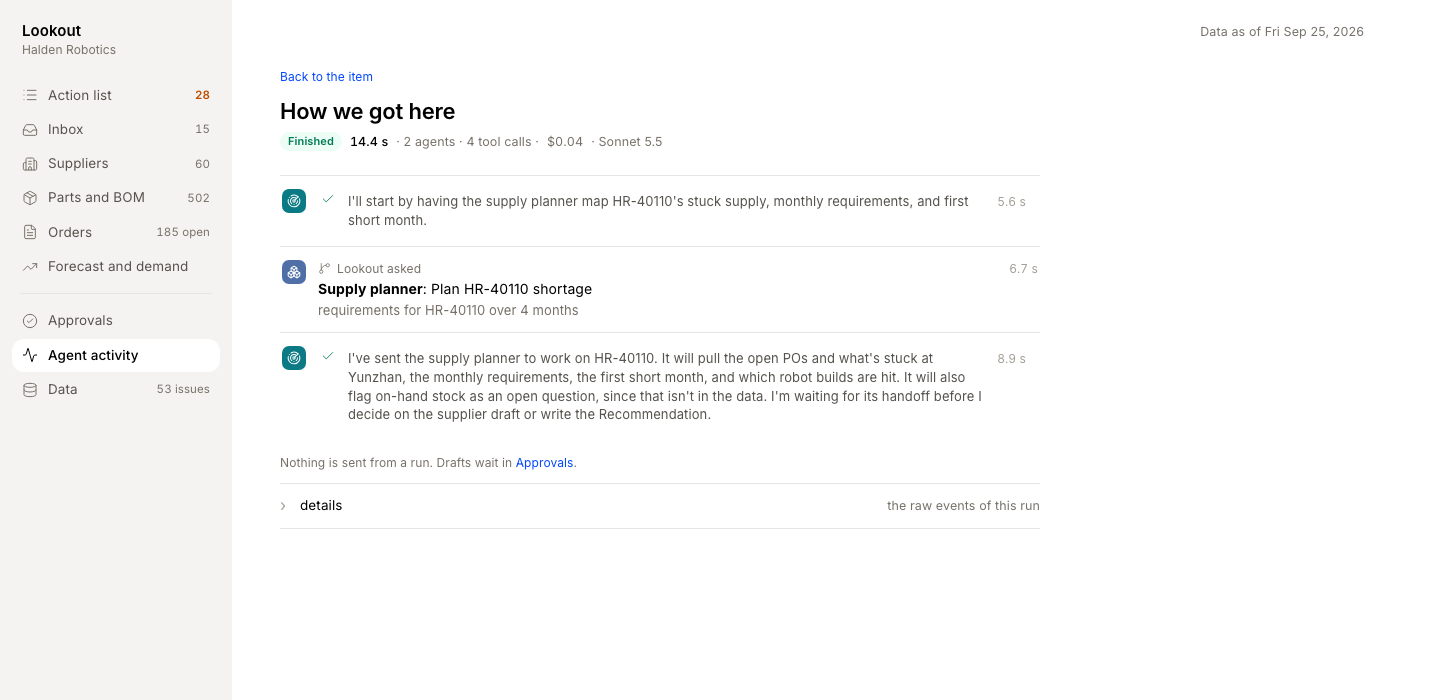 Lookout
Halden Robotics
Action list 28
Inbox 15
Suppliers 60
Parts and BOM 502
Orders 185 open
Forecast and demand
Approvals
Agent activity
Data 53 issues
Data as of Fri Sep 25, 2026
Back to the item
How we got here
Finished 14.4 s · 2 agents · 4 tool calls · $0.04 · Sonnet 5.5
I'll start by having the supply planner map HR-40110's stuck supply, monthly requirements, and first 5.6 s
short month.
Lookout asked 6.7 s
Supply planner: Plan HR-40110 shortage
requirements for HR-40110 over 4 months
I've sent the supply planner to work on HR-40110. It will pull the open POs and what's stuck at 8.9 s
Yunzhan, the monthly requirements, the first short month, and which robot builds are hit. It will also
flag on-hand stock as an open question, since that isn't in the data. I'm waiting for its handoff before I
decide on the supplier draft or write the Recommendation.
Nothing is sent from a run. Drafts wait in Approvals.
details the raw events of this run